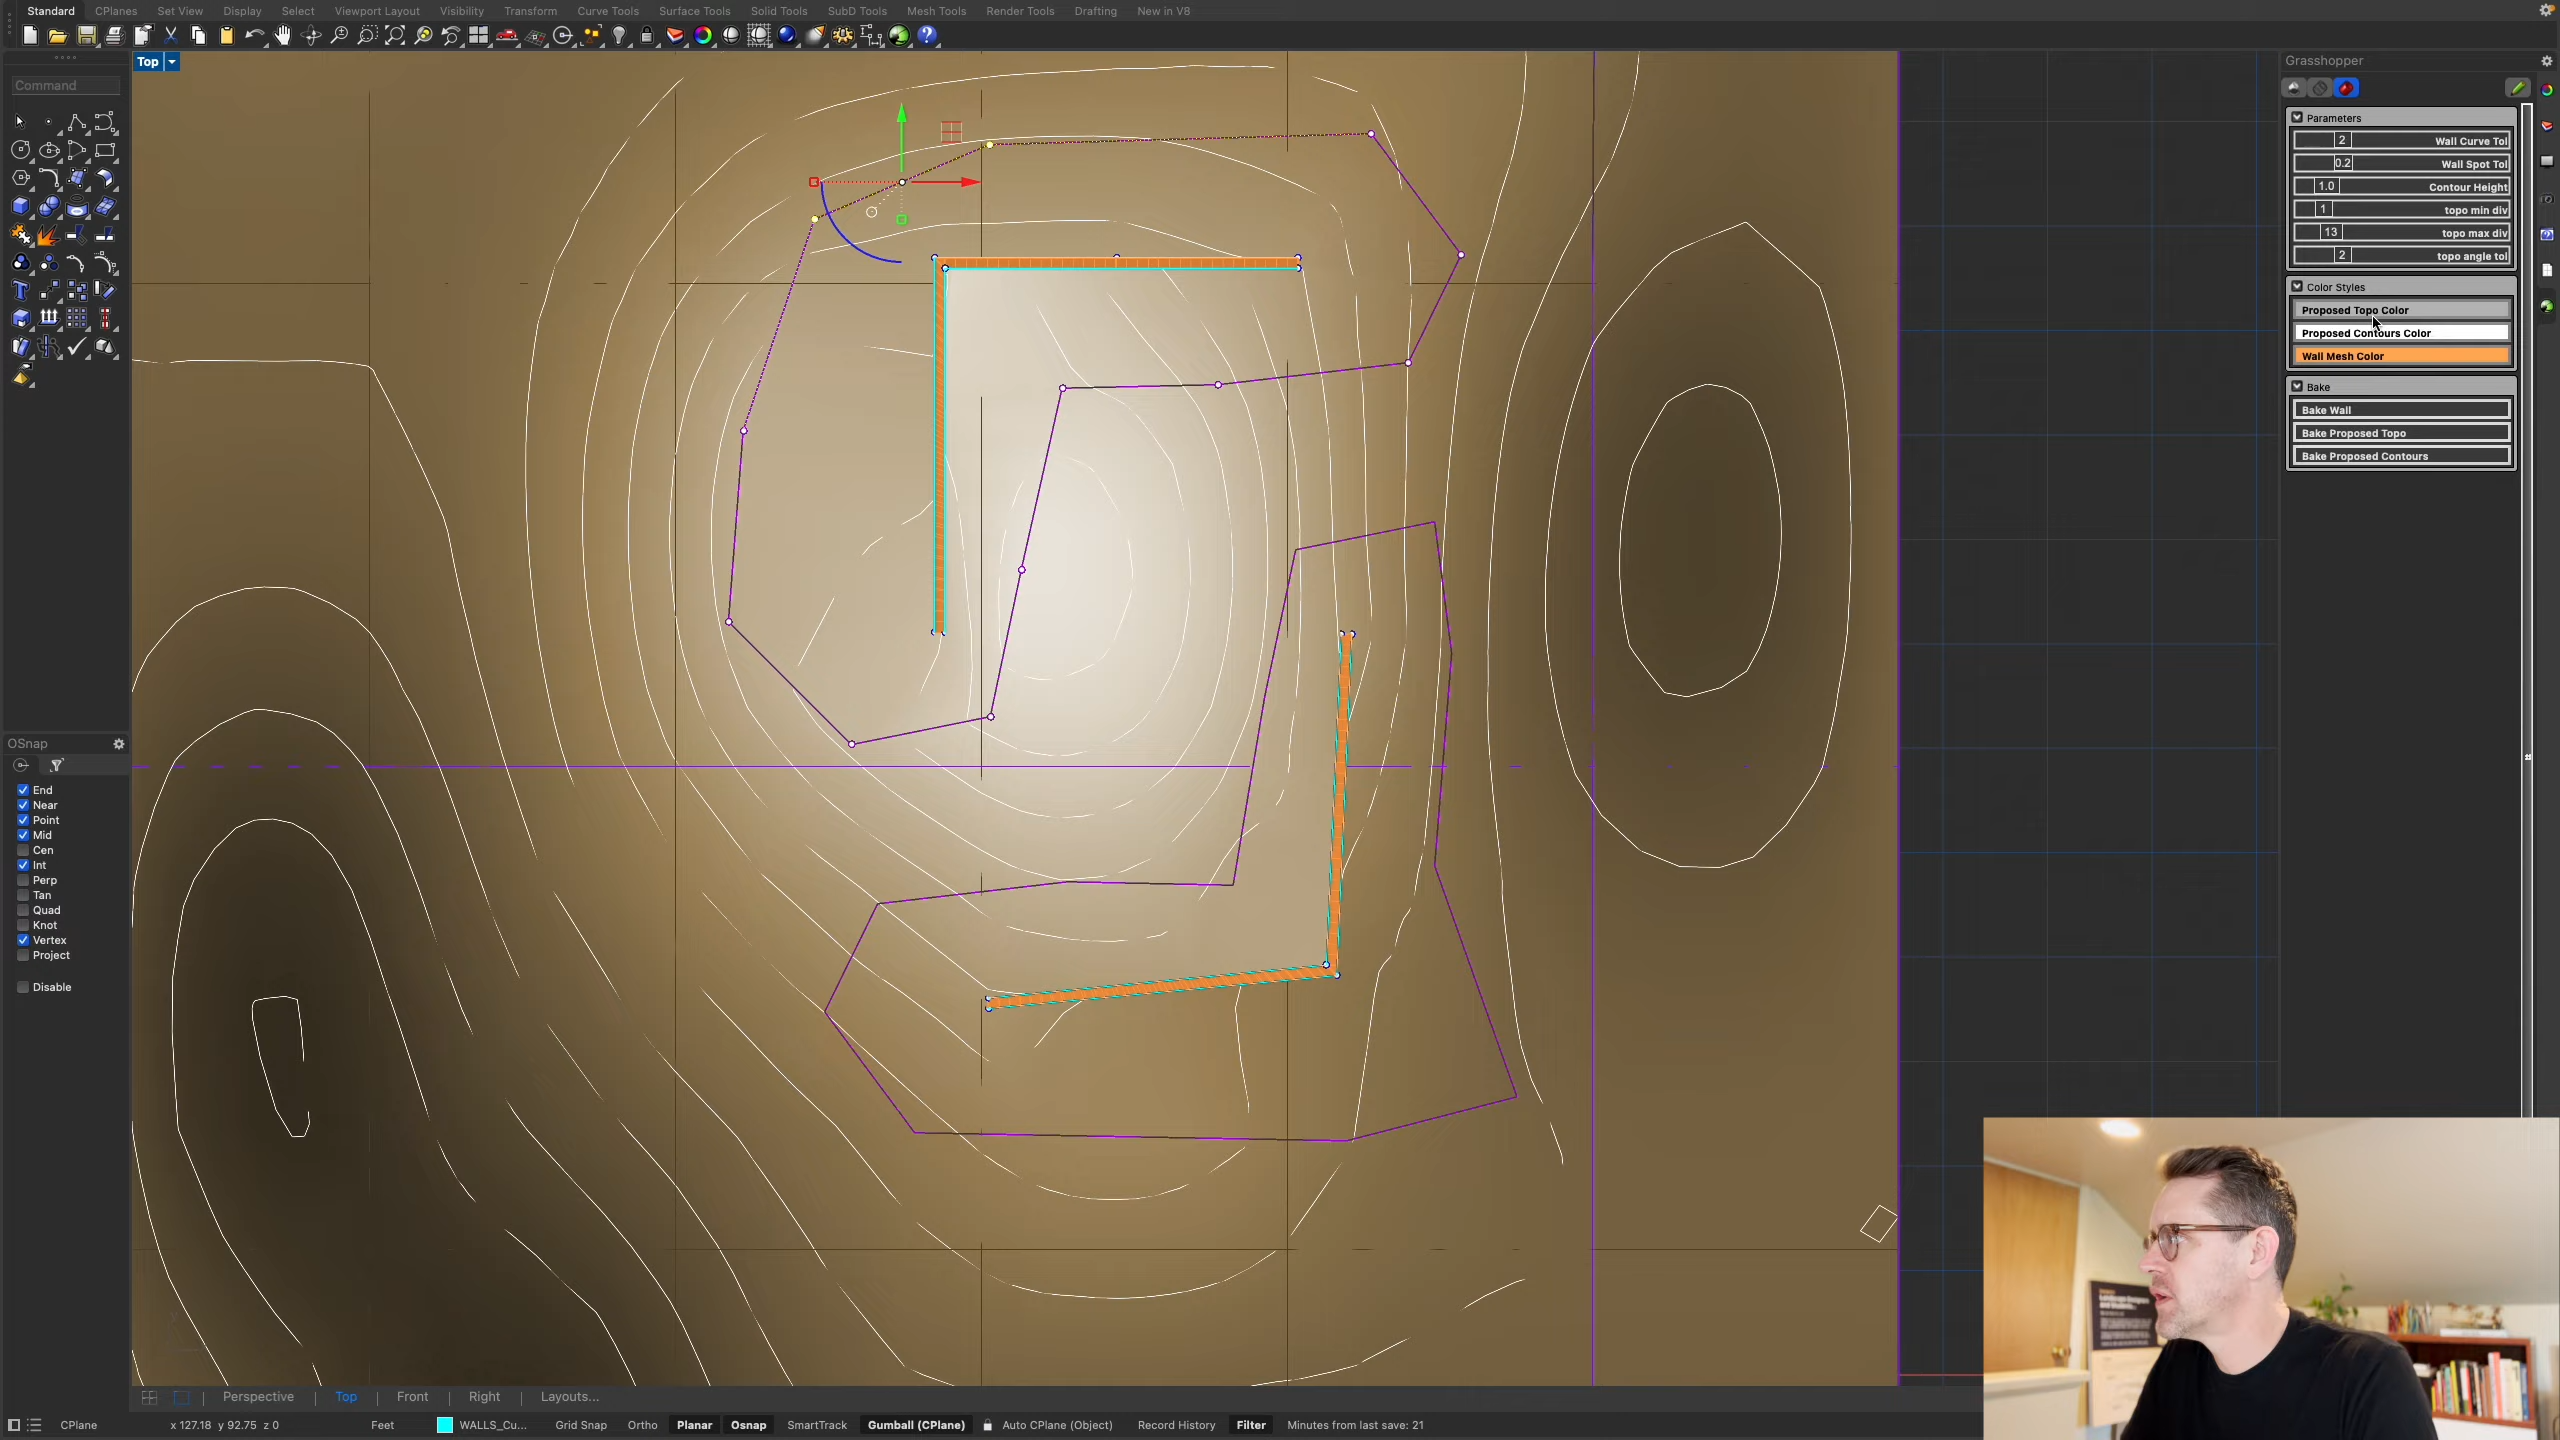 Standard CPlanes Set View Display Select Viewport Layout Visibility Transform Curve Tools Surface Tools Solid Tools SubD Tools Mesh Tools Render Tools Drafting New in V8
Top
Command
Grasshopper
Parameters
2 Wall Curve Tol
0.2 Wall Spot Tol
1.0 Contour Height
1 topo min div
13 topo max div
2 topo angle tol
Color Styles
Proposed Topo Color
Proposed Contours Color
Wall Mesh Color
Bake
Bake Wall
Bake Proposed Topo
Bake Proposed Contours
OSnap
End
Near
Point
Mid
Cen
Int
Perp
Tan
Quad
Knot
Vertex
Project
Disable
Perspective Top Front Right Layouts...
CPlane x 127.18 y 92.75 z 0 Feet WALLS_Cu... Grid Snap Ortho Planar Osnap SmartTrack Gumball (CPlane) Auto CPlane (Object) Record History Filter Minutes from last save: 21